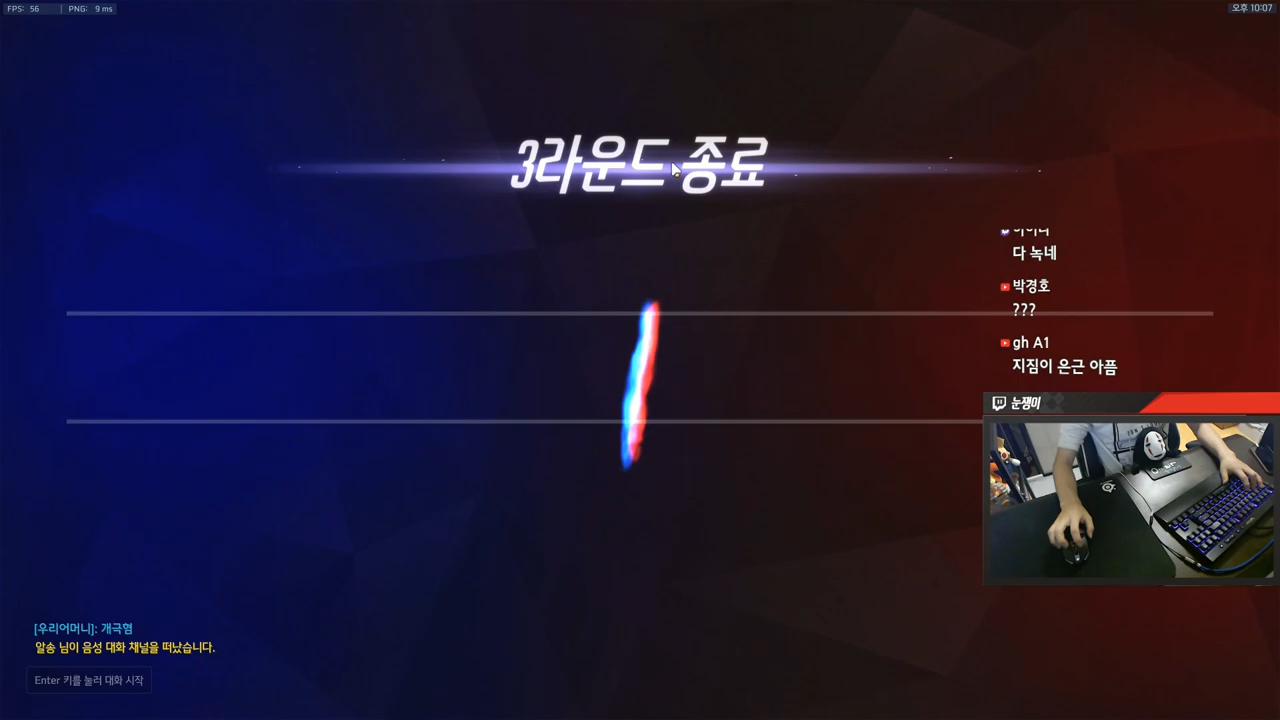 FPS: 56 | PNG: 9 ms
오후 10:07
3라운드 종료
다 녹네
박경호
???
gh A1
지짐이 은근 아픔
눈쟁이
[우리어머니]: 개극혐
알송 님이 음성 대화 채널을 떠났습니다.
Enter 키를 눌러 대화 시작